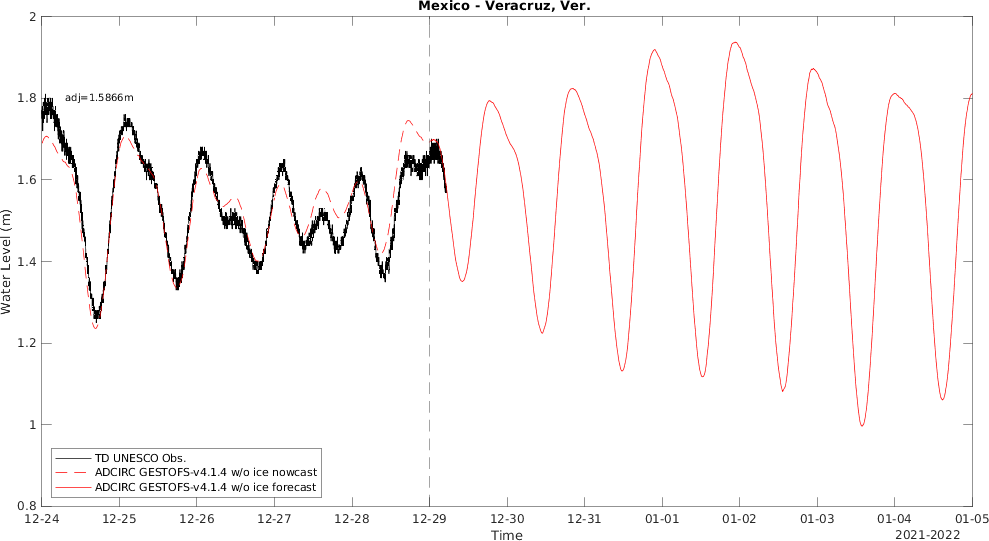 Mexico - Veracruz, Ver.
2
1.8
1.6
1.4
1.2
1
0.8
Water Level (m)
adj=1.5866m
TD UNESCO Obs.
ADCIRC GESTOFS-v4.1.4 w/o ice nowcast
ADCIRC GESTOFS-v4.1.4 w/o ice forecast
12-24 12-25 12-26 12-27 12-28 12-29 12-30 12-31 01-01 01-02 01-03 01-04 01-05
Time
2021-2022